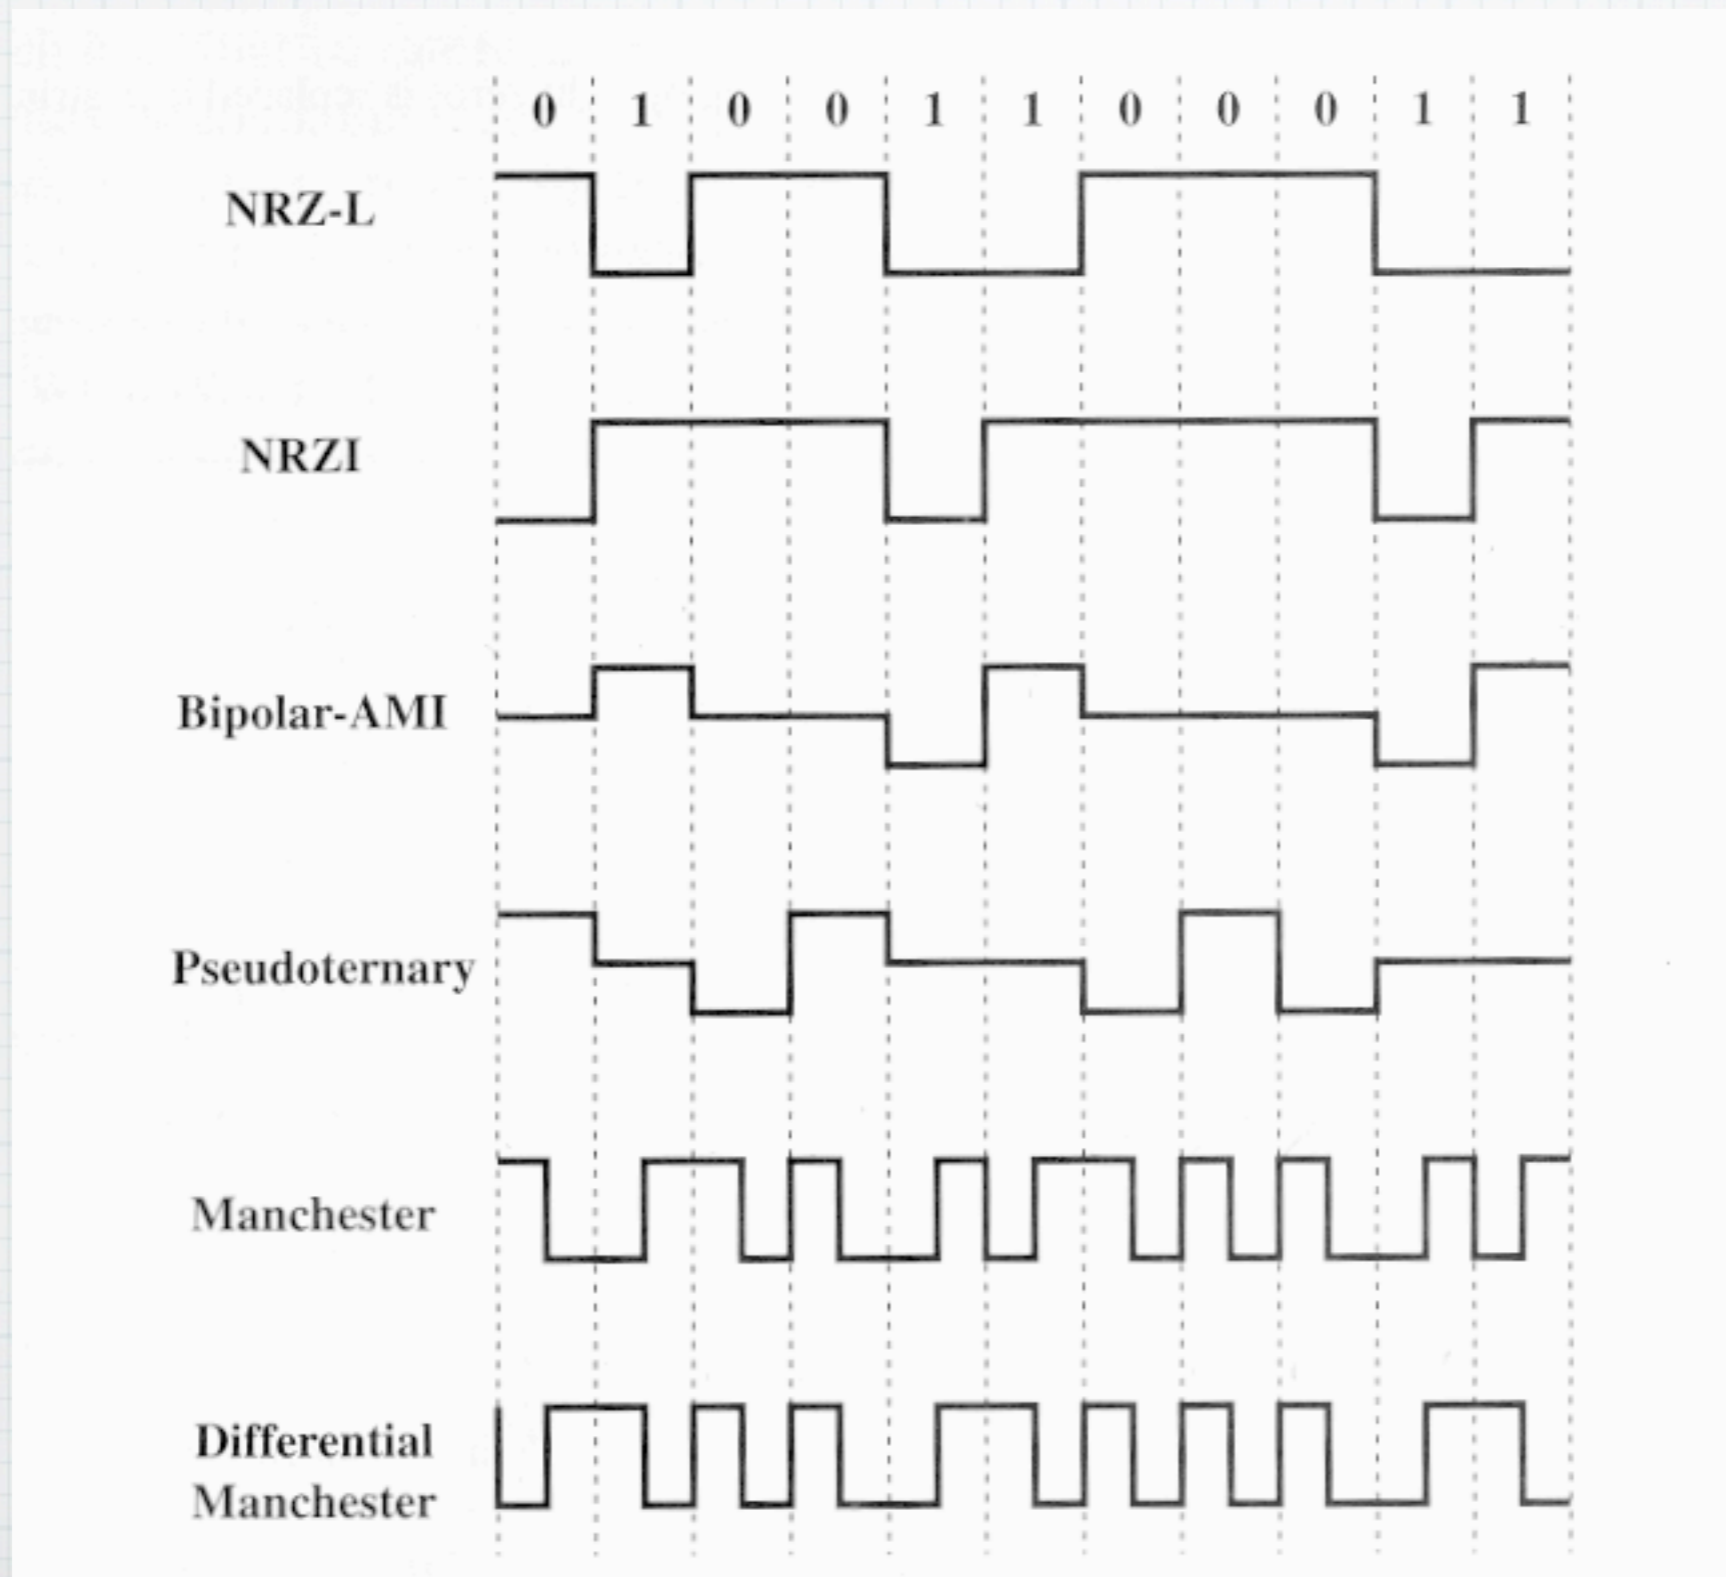 0 1 0 0 1 1 0 0 0 1 1
NRZ-L
NRZI
Bipolar-AMI
Pseudoternary
Manchester
Differential
Manchester